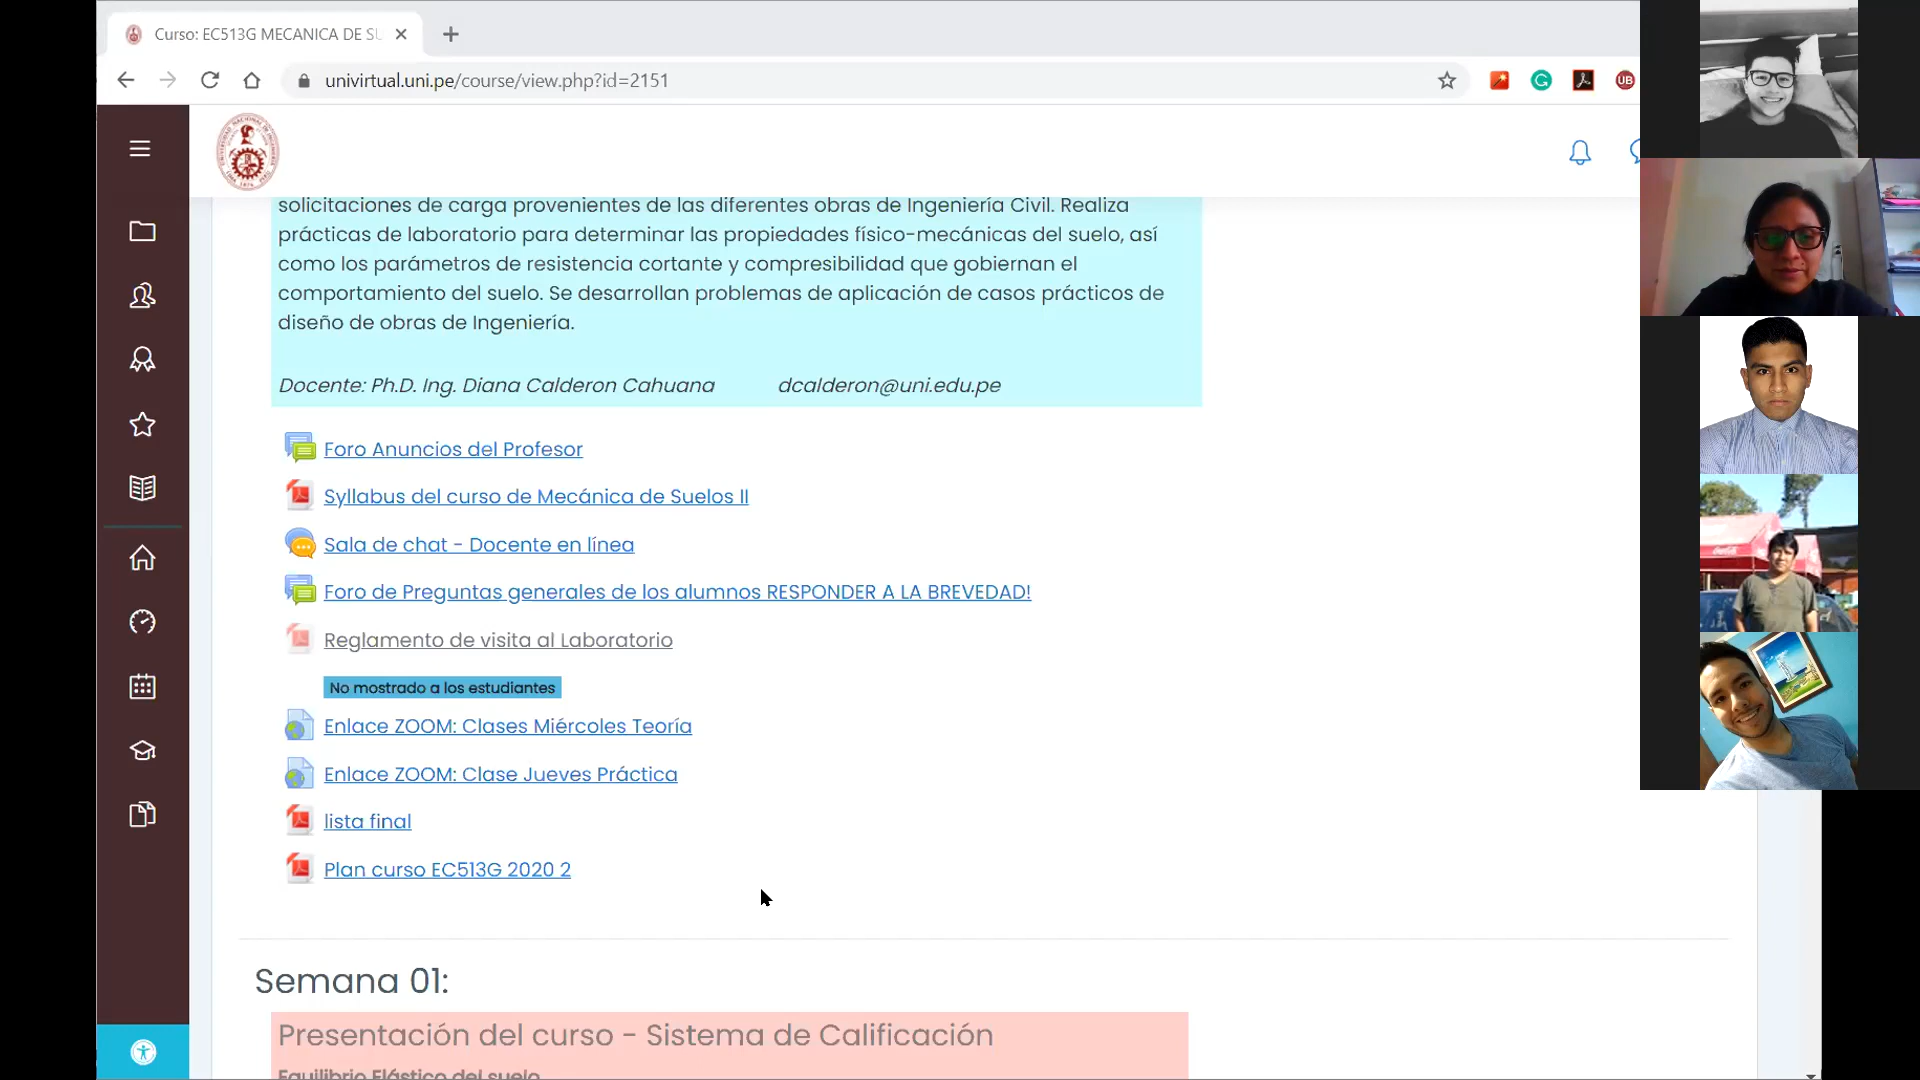 Curso: EC513G MECANICA DE SU
univirtual.uni.pe/course/view.php?id=2151
solicitaciones de carga provenientes de las diferentes obras de Ingeniería Civil. Realiza
prácticas de laboratorio para determinar las propiedades físico-mecánicas del suelo, así
como los parámetros de resistencia cortante y compresibilidad que gobiernan el
comportamiento del suelo. Se desarrollan problemas de aplicación de casos prácticos de
diseño de obras de Ingeniería.
Docente: Ph.D. Ing. Diana Calderon Cahuana dcalderon@uni.edu.pe
Foro Anuncios del Profesor
Syllabus del curso de Mecánica de Suelos II
Sala de chat - Docente en línea
Foro de Preguntas generales de los alumnos RESPONDER A LA BREVEDAD!
Reglamento de visita al Laboratorio
No mostrado a los estudiantes
Enlace ZOOM: Clases Miércoles Teoría
Enlace ZOOM: Clase Jueves Práctica
lista final
Plan curso EC513G 2020 2
Semana 01:
Presentación del curso - Sistema de Calificación
Equilibrio Elástico del suelo